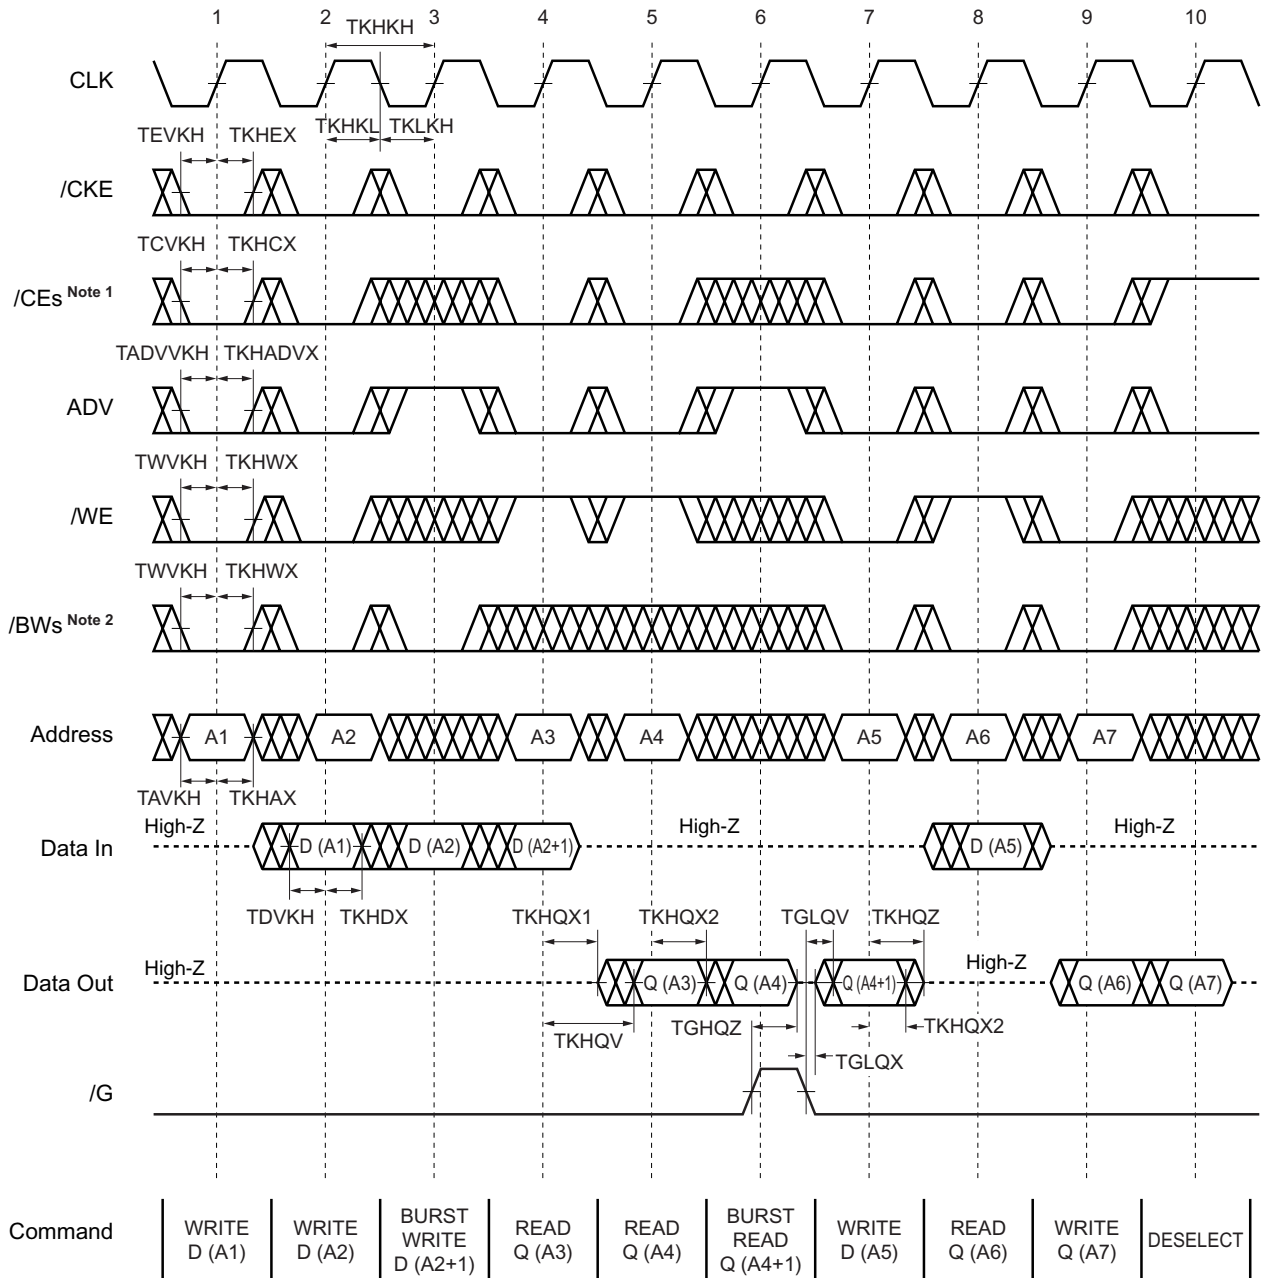 1 2 3 4 5 6 7 8 9 10
TKHKH
CLK
TKHKL TKLKH
TEVKH TKHEX
/CKE
TCVKH TKHCX
/CEs Note 1
TADVVKH TKHADVX
ADV
TWVKH TKHWX
/WE
TWVKH TKHWX
/BWs Note 2
Address A1 A2 A3 A4 A5 A6 A7
TAVKH TKHAX
High-Z High-Z High-Z
Data In D (A1) D (A2) D (A2+1) D (A5)
TDVKH TKHDX TKHQX1 TKHQX2 TGLQV TKHQZ
High-Z High-Z
Data Out Q (A3) Q (A4) Q (A4+1) Q (A6) Q (A7)
TKHQV TGHQZ TKHQX2
TGLQX
/G
Command
WRITE
D (A1)
WRITE
D (A2)
BURST
WRITE
D (A2+1)
READ
Q (A3)
READ
Q (A4)
BURST
READ
Q (A4+1)
WRITE
D (A5)
READ
Q (A6)
WRITE
Q (A7)
DESELECT